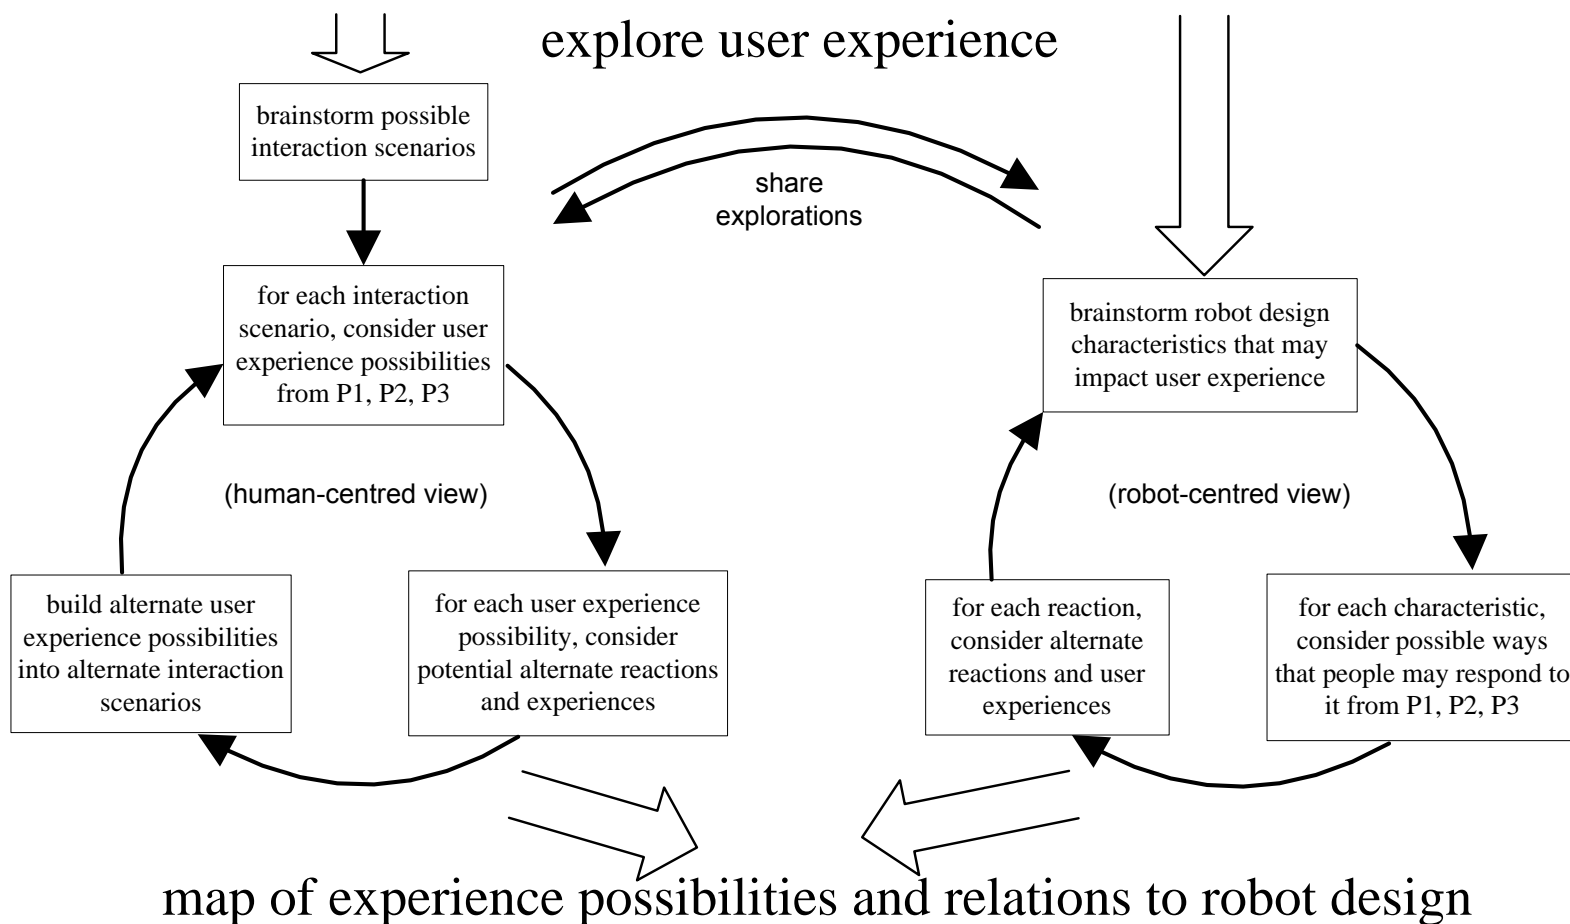 explore user experience
brainstorm possible
interaction scenarios
share
explorations
for each interaction
scenario, consider user
experience possibilities
from P1, P2, P3
brainstorm robot design
characteristics that may
impact user experience
(human-centred view)
(robot-centred view)
build alternate user
experience possibilities
into alternate interaction
scenarios
for each user experience
possibility, consider
potential alternate reactions
and experiences
for each reaction,
consider alternate
reactions and user
experiences
for each characteristic,
consider possible ways
that people may respond to
it from P1, P2, P3
map of experience possibilities and relations to robot design